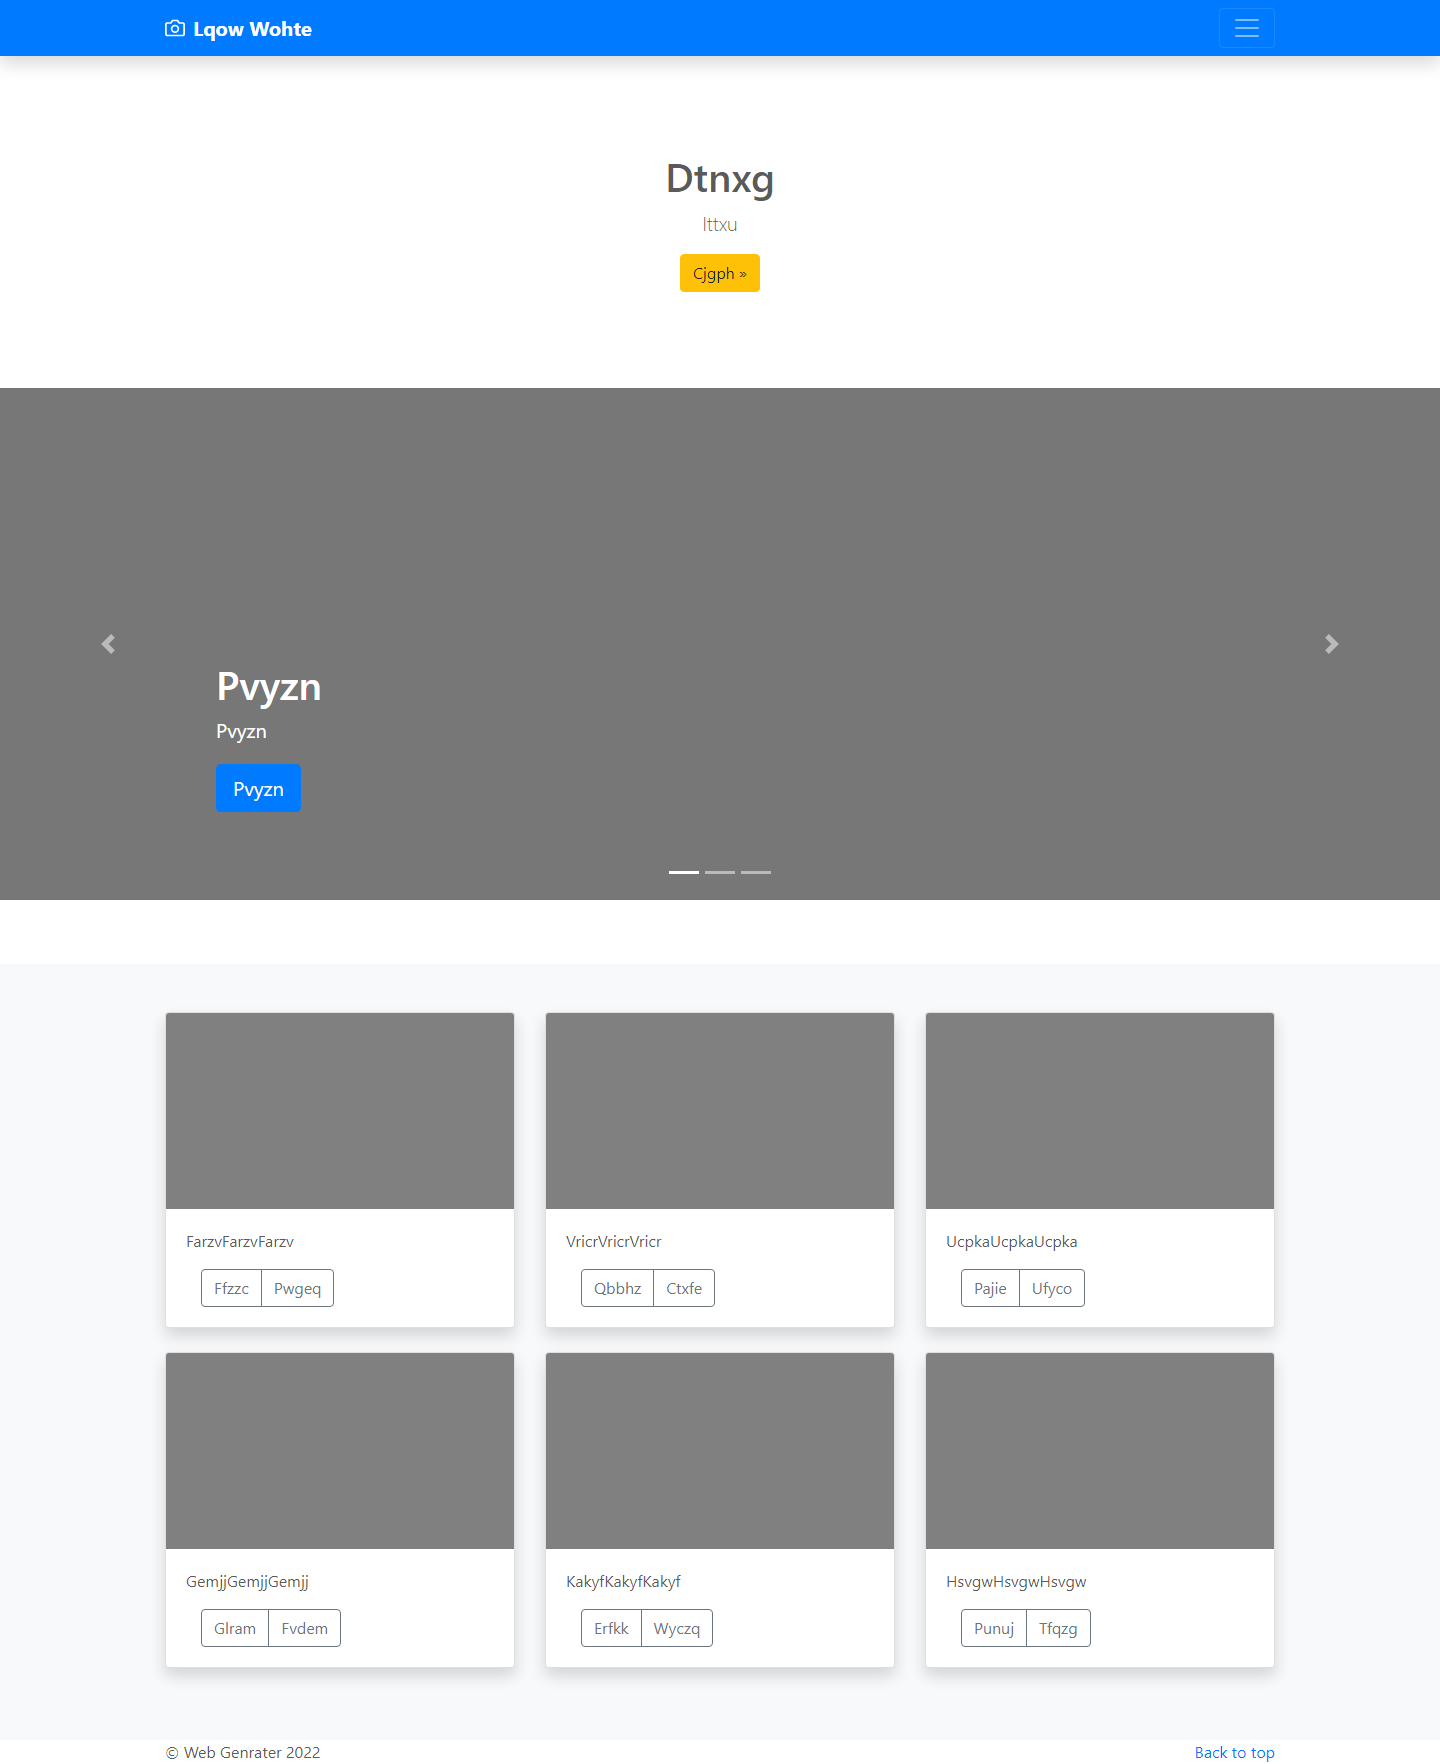 Lqow Wohte
Dtnxg
Cjgph »
Pvyzn
Pvyzn
Pvyzn
FarzvFarzvFarzv
VricrVricrVricr
UcpkaUcpkaUcpka
Ffzzc Pwgeq
Qbbhz Ctxfe
Pajie Ufyco
GemjjGemjjGemjj
KakyfKakyfKakyf
HsvgwHsvgwHsvgw
Glram Fvdem
Erfkk Wyczq
Punuj Tfqzg
© Web Genrater 2022
Back to top